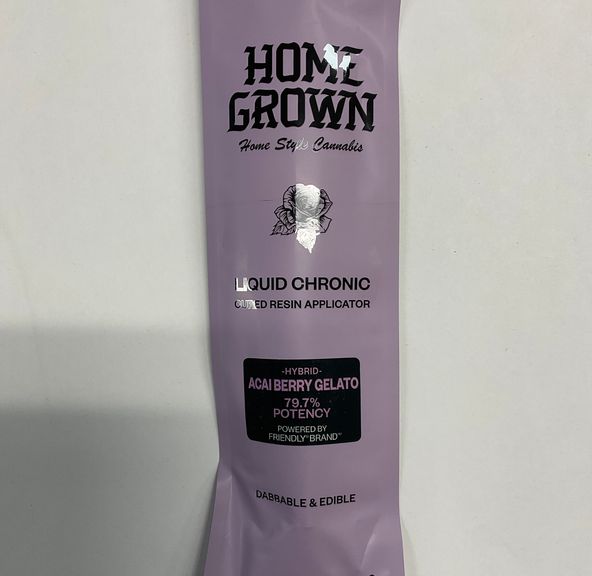 HOME
GROWN
Home Style Cannabis
LIQUID CHRONIC
CURED RESIN APPLICATOR
-HYBRID-
ACAI BERRY GELATO
79.7%
POTENCY
POWERED BY
FRIENDLY BRAND™
DABBABLE & EDIBLE